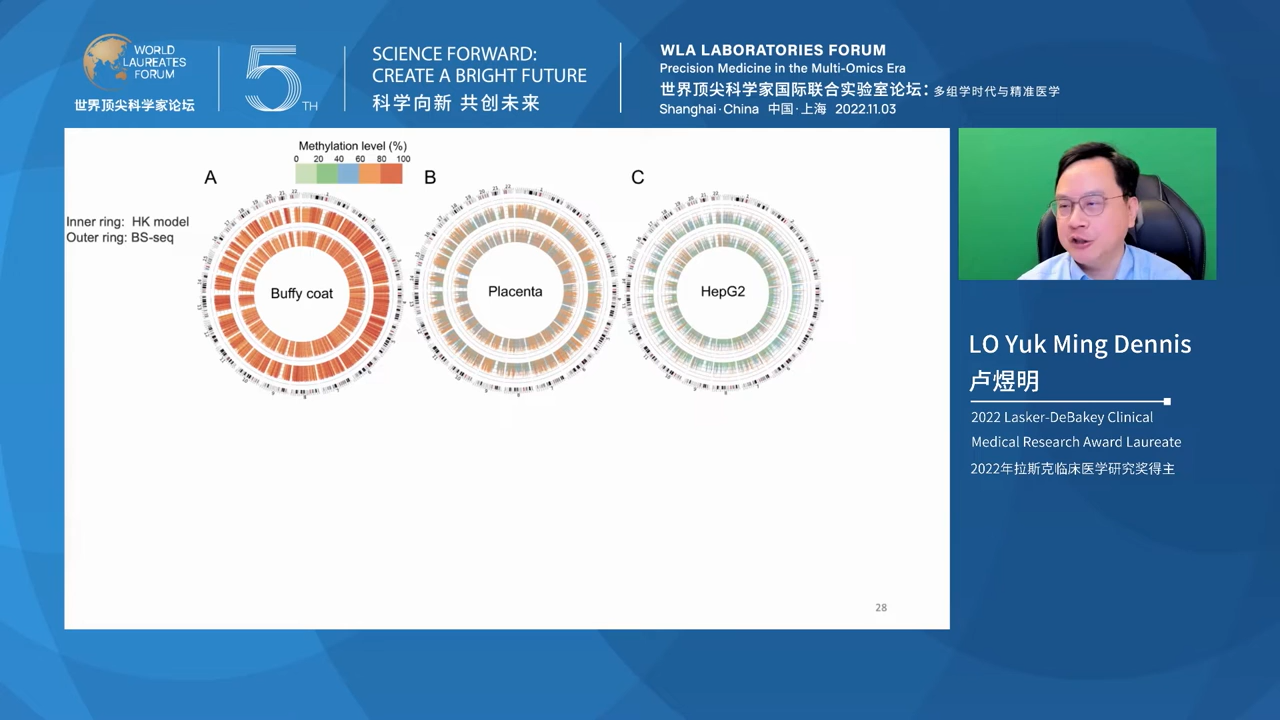 WORLD
LAUREATES
FORUM
世界顶尖科学家论坛
5TH
SCIENCE FORWARD:
CREATE A BRIGHT FUTURE
科学向新 共创未来
WLA LABORATORIES FORUM
Precision Medicine in the Multi-Omics Era
世界顶尖科学家国际联合实验室论坛：多组学时代与精准医学
Shanghai·China 中国·上海 2022.11.03
Methylation level (%)
0 20 40 60 80 100
A
B
C
Inner ring: HK model
Outer ring: BS-seq
Buffy coat
Placenta
HepG2
28
LO Yuk Ming Dennis
卢煜明
2022 Lasker-DeBakey Clinical
Medical Research Award Laureate
2022年拉斯克临床医学研究奖得主